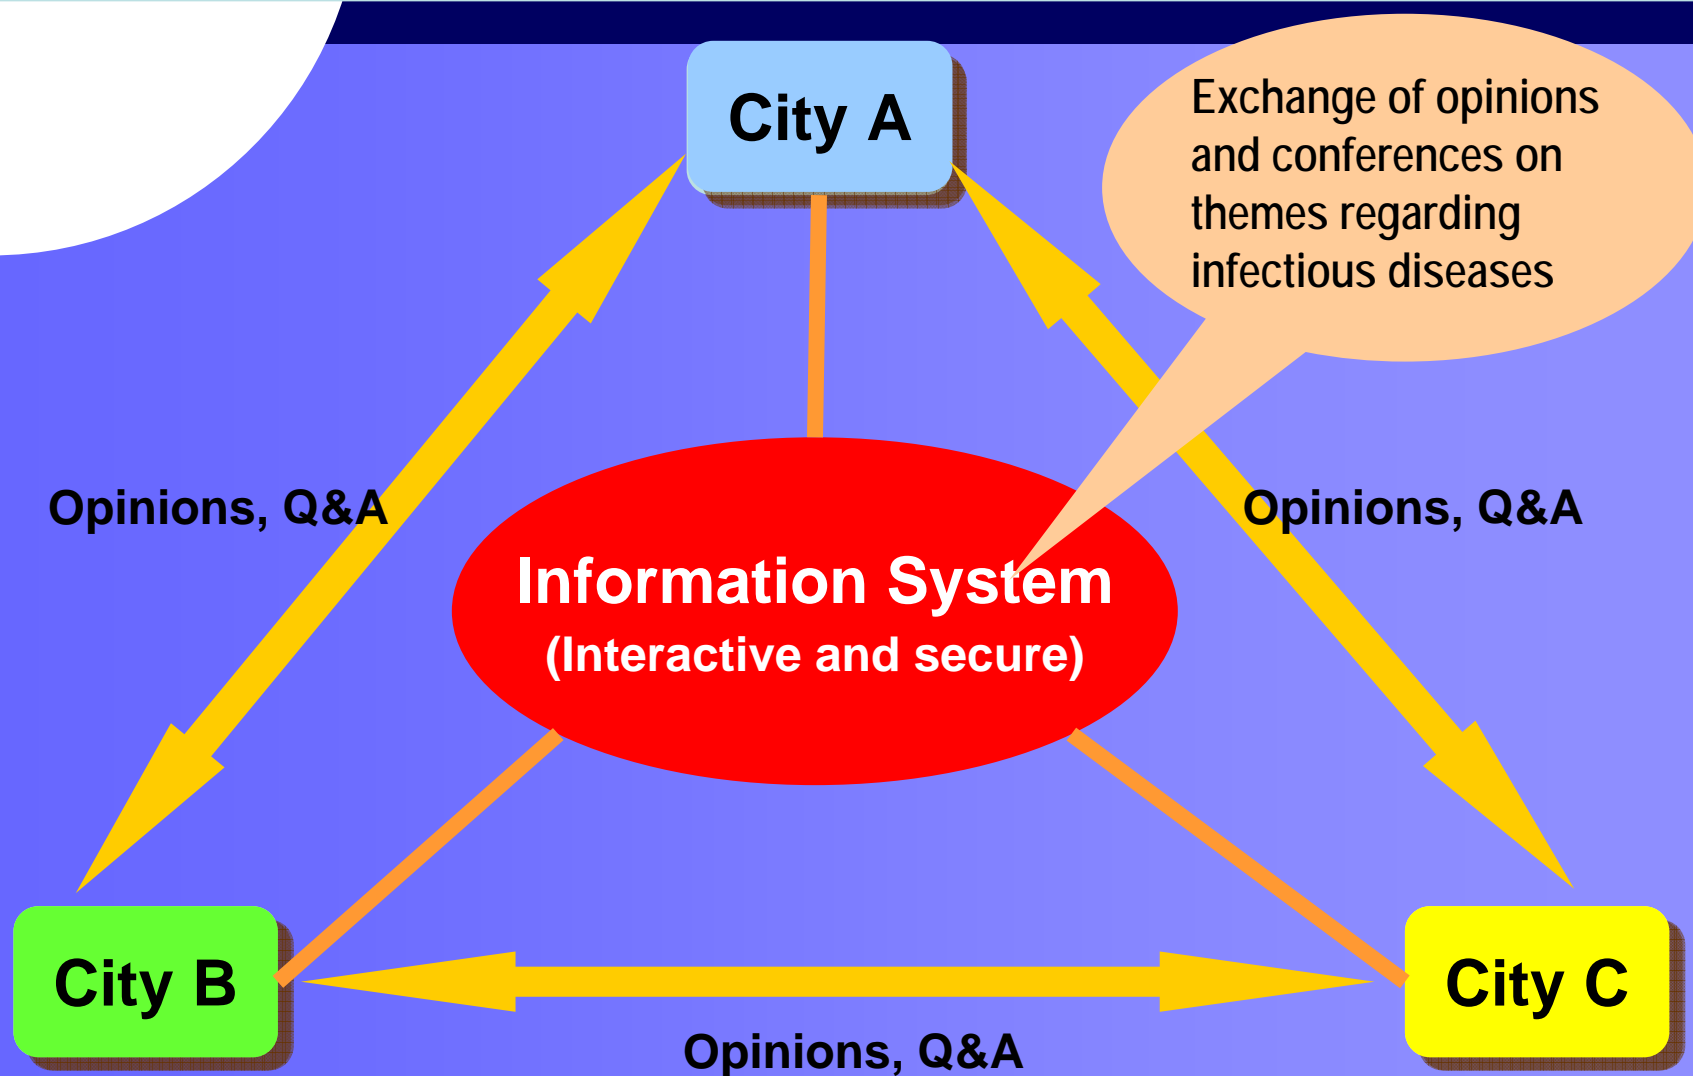 City A
Exchange of opinions
and conferences on
themes regarding
infectious diseases
Opinions, Q&A
Opinions, Q&A
Information System
(Interactive and secure)
City B
City C
Opinions, Q&A